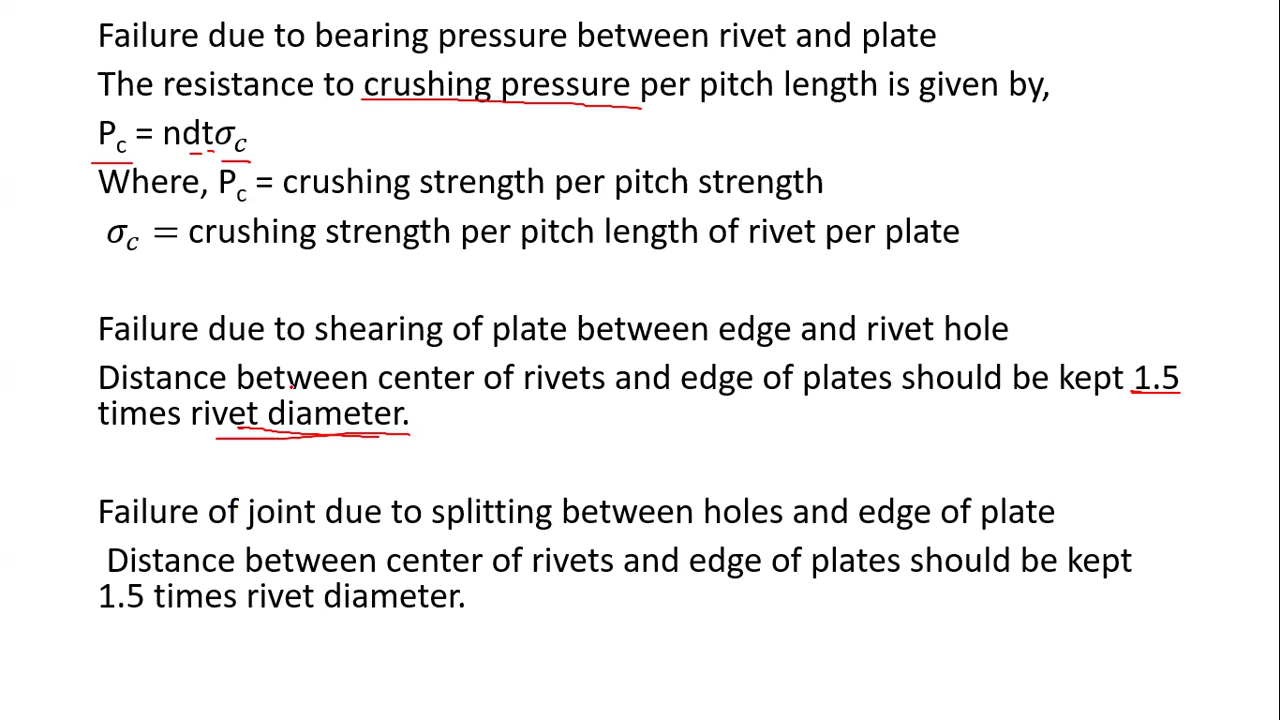 Failure due to bearing pressure between rivet and plate
The resistance to crushing pressure per pitch length is given by,
P_c = ndtσ_c
Where, P_c = crushing strength per pitch strength
σ_c = crushing strength per pitch length of rivet per plate
Failure due to shearing of plate between edge and rivet hole
Distance between center of rivets and edge of plates should be kept 1.5
times rivet diameter.
Failure of joint due to splitting between holes and edge of plate
Distance between center of rivets and edge of plates should be kept
1.5 times rivet diameter.